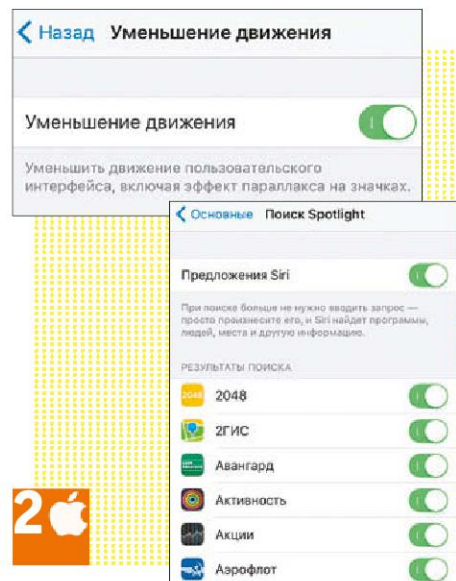 Назад Уменьшение движения
Уменьшение движения
Уменьшить движение пользовательского
интерфейса, включая эффект параллакса на значках.
Основные Поиск Spotlight
Предложения Siri
При поиске больше не нужно вводить запрос —
просто произнесите его, и Siri найдет программы,
людей, места и другую информацию.
РЕЗУЛЬТАТЫ ПОИСКА
2048
2048
2ГИС
Авангард
Активность
Акции
Аэрофлот
2